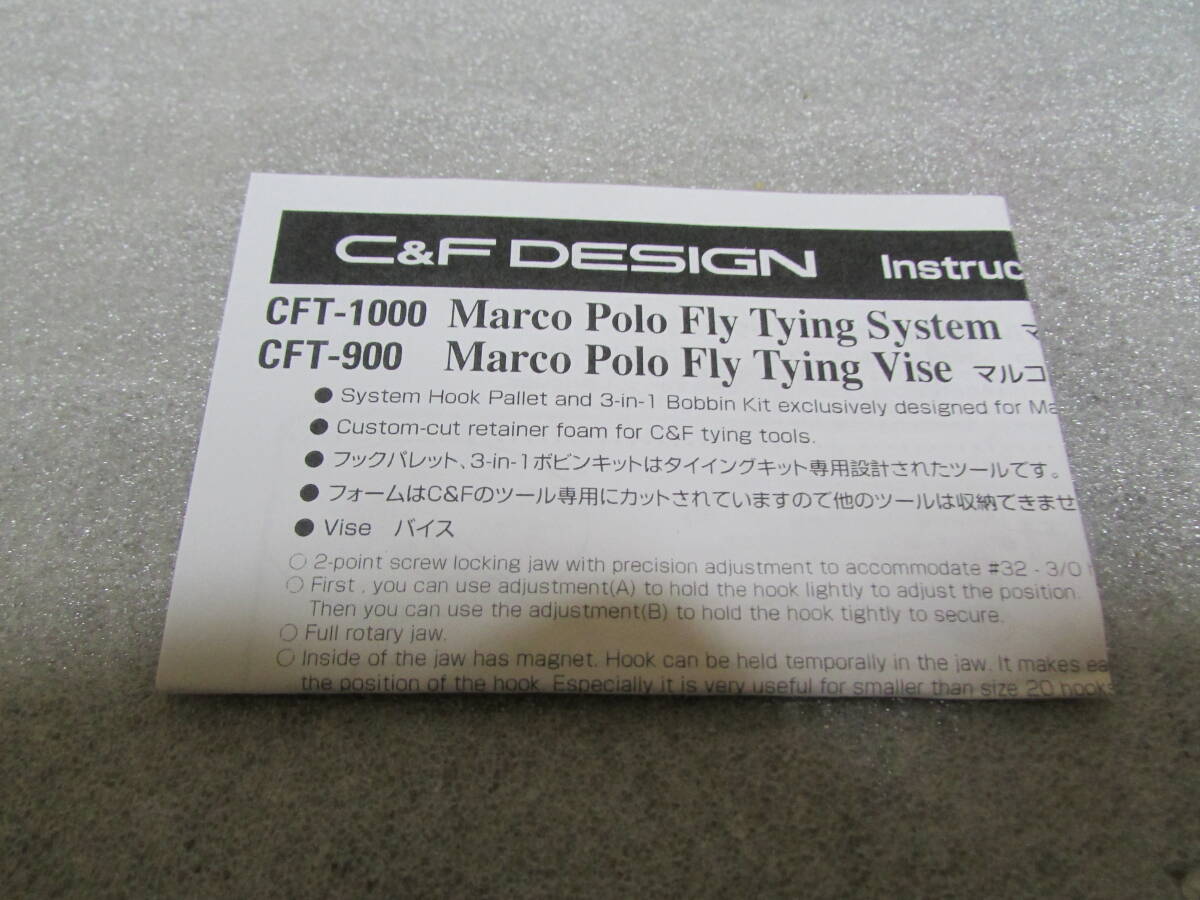 C&F DESIGN Instruc
CFT-1000 Marco Polo Fly Tying System マ
CFT-900 Marco Polo Fly Tying Vise マルコ
● System Hook Pallet and 3-in-1 Bobbin Kit exclusively designed for Ma
● Custom-cut retainer foam for C&F tying tools.
● フックパレット、3-in-1ボビンキットはタイイングキット専用設計されたツールです。
● フォームはC&Fのツール専用にカットされていますので他のツールは収納できませ
● Vise バイス
○ 2-point screw locking jaw with precision adjustment to accommodate #32 - 3/0
○ First , you can use adjustment(A) to hold the hook lightly to adjust the position.
Then you can use the adjustment(B) to hold the hook tightly to secure.
○ Full rotary jaw.
○ Inside of the jaw has magnet. Hook can be held temporally in the jaw. It makes ea
the position of the hook. Especially it is very useful for smaller than size 20 hooks